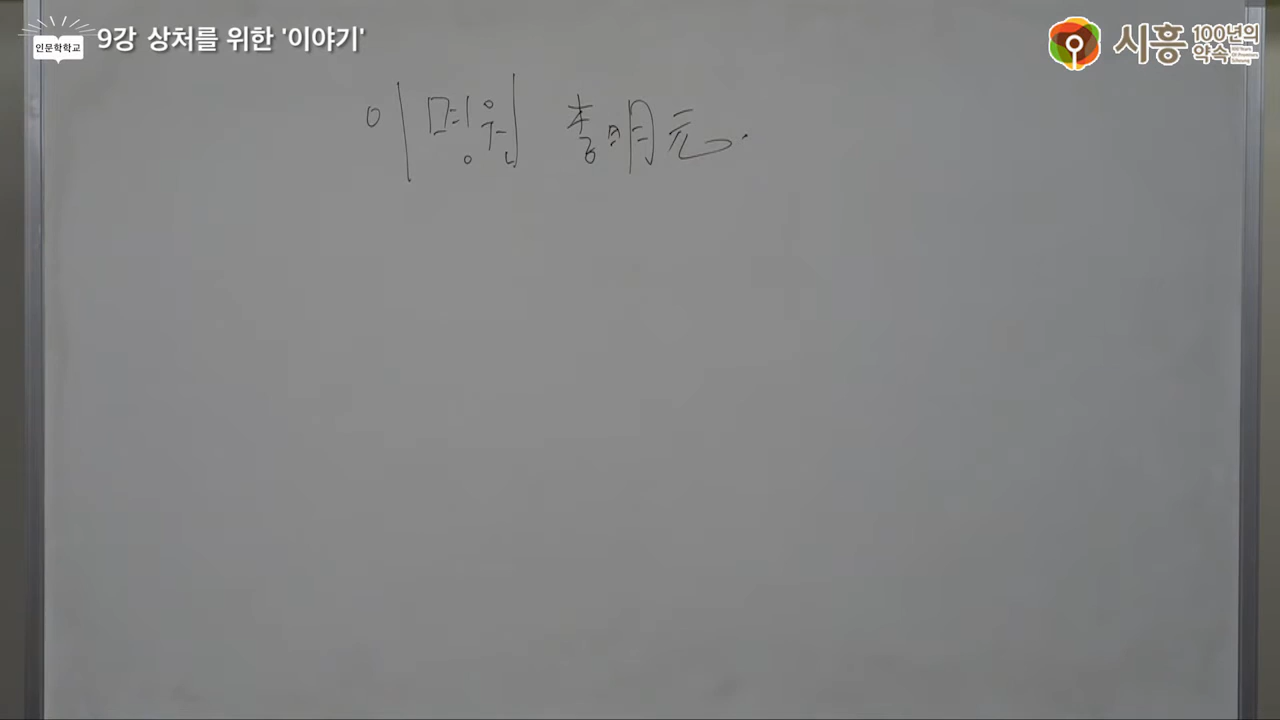 인문학학교
9강 상처를 위한 '이야기'
시흥 100년의 약속
이명원 李明元.